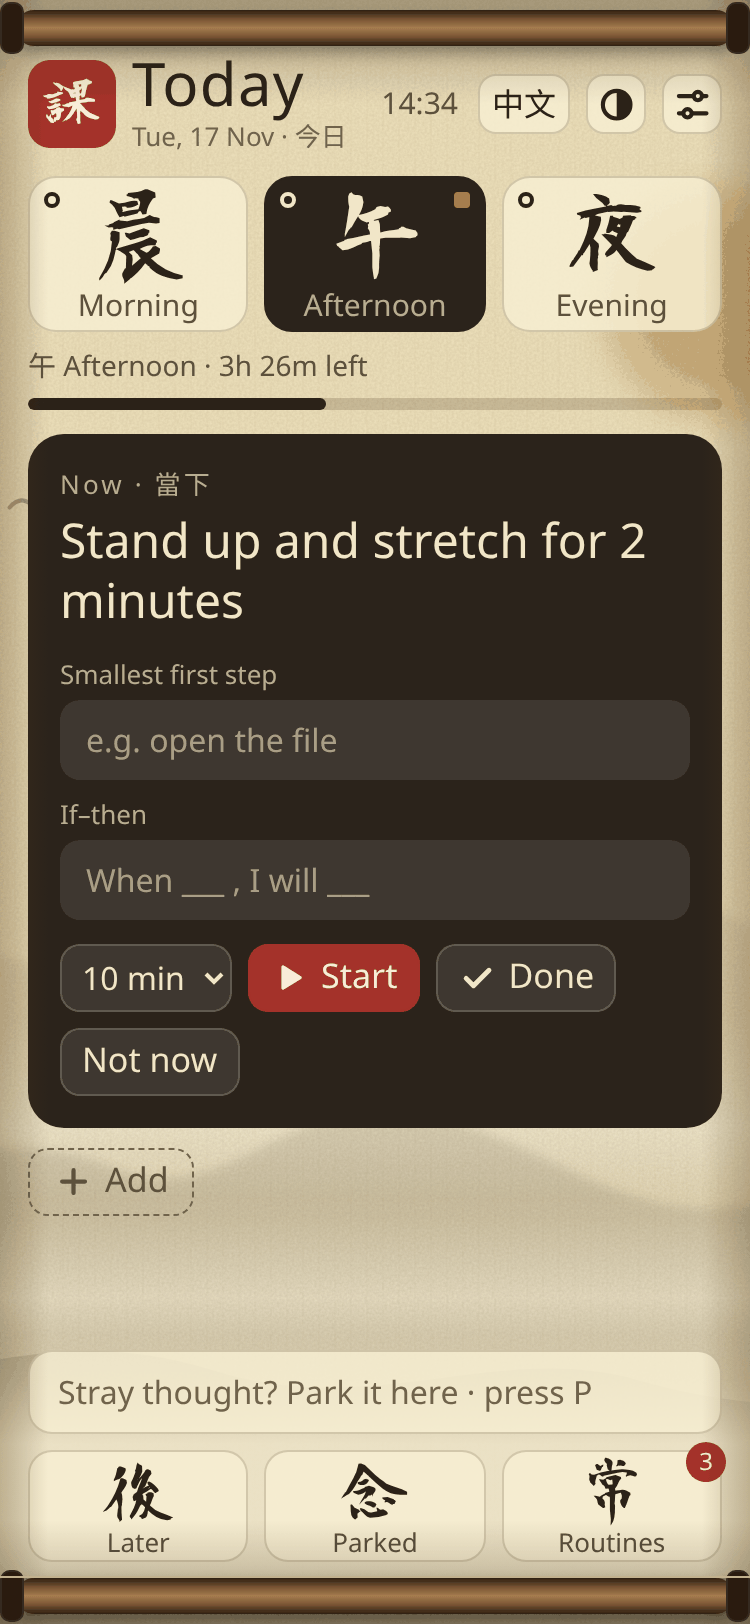 課
Today
Tue, 17 Nov · 今日
14:34
中文
晨
Morning
午
Afternoon
夜
Evening
午 Afternoon · 3h 26m left
Now · 當下
Stand up and stretch for 2
minutes
Smallest first step
e.g. open the file
If–then
When ___ , I will ___
10 min
Start
Done
Not now
Add
Stray thought? Park it here · press P
後
Later
念
Parked
常
Routines
3